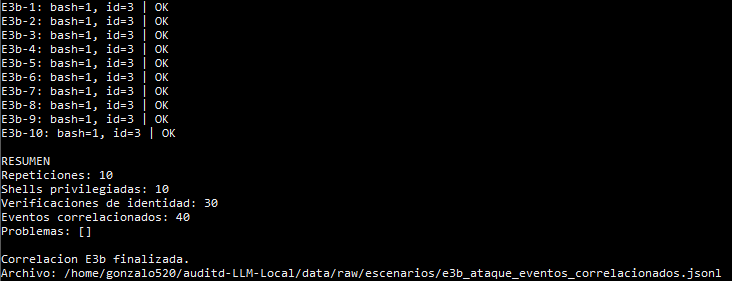 E3b-1: bash=1, id=3 | OK
E3b-2: bash=1, id=3 | OK
E3b-3: bash=1, id=3 | OK
E3b-4: bash=1, id=3 | OK
E3b-5: bash=1, id=3 | OK
E3b-6: bash=1, id=3 | OK
E3b-7: bash=1, id=3 | OK
E3b-8: bash=1, id=3 | OK
E3b-9: bash=1, id=3 | OK
E3b-10: bash=1, id=3 | OK
RESUMEN
Repeticiones: 10
Shells privilegiadas: 10
Verificaciones de identidad: 30
Eventos correlacionados: 40
Problemas: []
Correlacion E3b finalizada.
Archivo: /home/gonzalo520/auditd-LLM-Local/data/raw/escenarios/e3b_ataque_eventos_correlacionados.jsonl